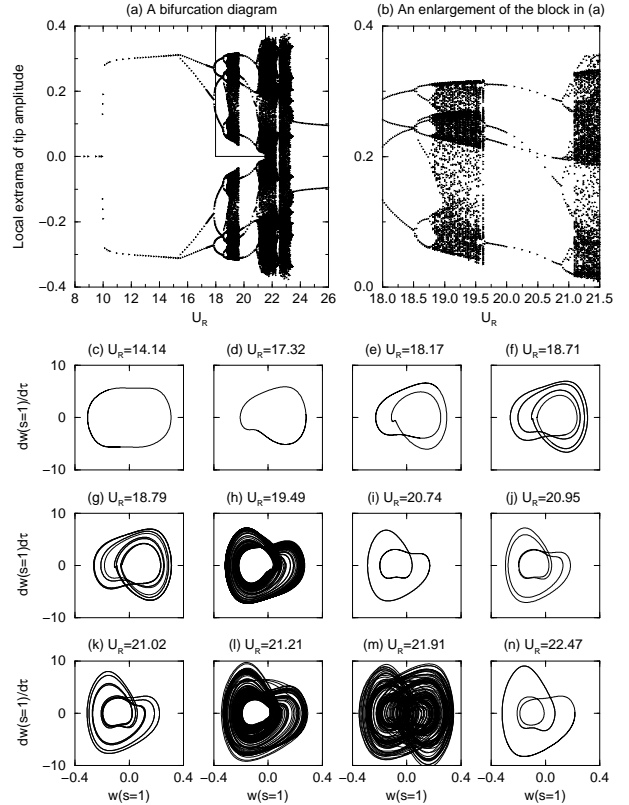 (a) A bifurcation diagram
(b) An enlargement of the block in (a)
Local extrama of tip amplitude
0.4
0.2
0.0
−0.2
−0.4
8 10 12 14 16 18 20 22 24 26
U_R
0.4
0.2
0.0
18.0 18.5 19.0 19.5 20.0 20.5 21.0 21.5
U_R
(c) U_R=14.14
(d) U_R=17.32
(e) U_R=18.17
(f) U_R=18.71
dw(s=1)/dτ
10
0
−10
(g) U_R=18.79
(h) U_R=19.49
(i) U_R=20.74
(j) U_R=20.95
dw(s=1)dτ
10
0
−10
(k) U_R=21.02
(l) U_R=21.21
(m) U_R=21.91
(n) U_R=22.47
dw(s=1)/dτ
10
0
−10
−0.4 0.0 0.4
−0.4 0.0 0.4
−0.4 0.0 0.4
−0.4 0.0 0.4
w(s=1)
w(s=1)
w(s=1)
w(s=1)